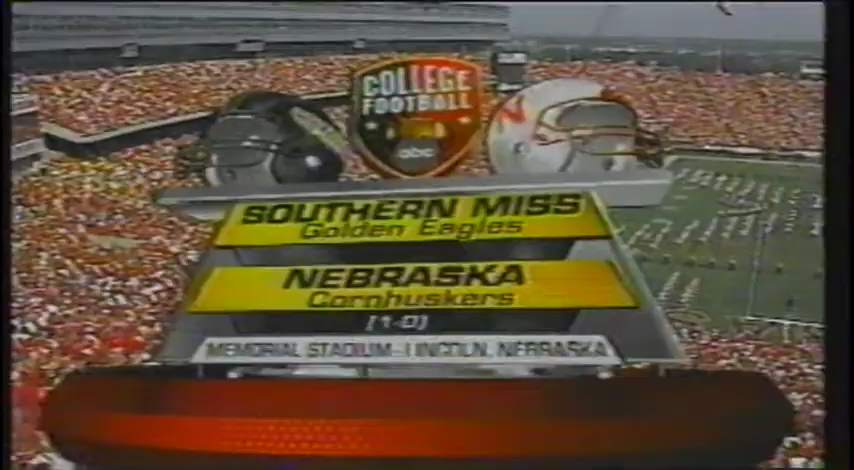 COLLEGE
FOOTBALL
abc
N
SOUTHERN MISS
Golden Eagles
NEBRASKA
Cornhuskers
[1-0]
MEMORIAL STADIUM - LINCOLN, NEBRASKA